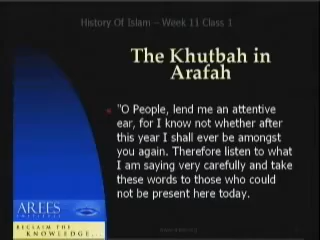 History Of Islam – Week 11 Class 1
The Khutbah in
Arafah
"O People, lend me an attentive
ear, for I know not whether after
this year I shall ever be amongst
you again. Therefore listen to what
I am saying very carefully and take
these words to those who could
not be present here today.
AREES
INSTITUTE
RECLAIM THE
KNOWLEDGE...